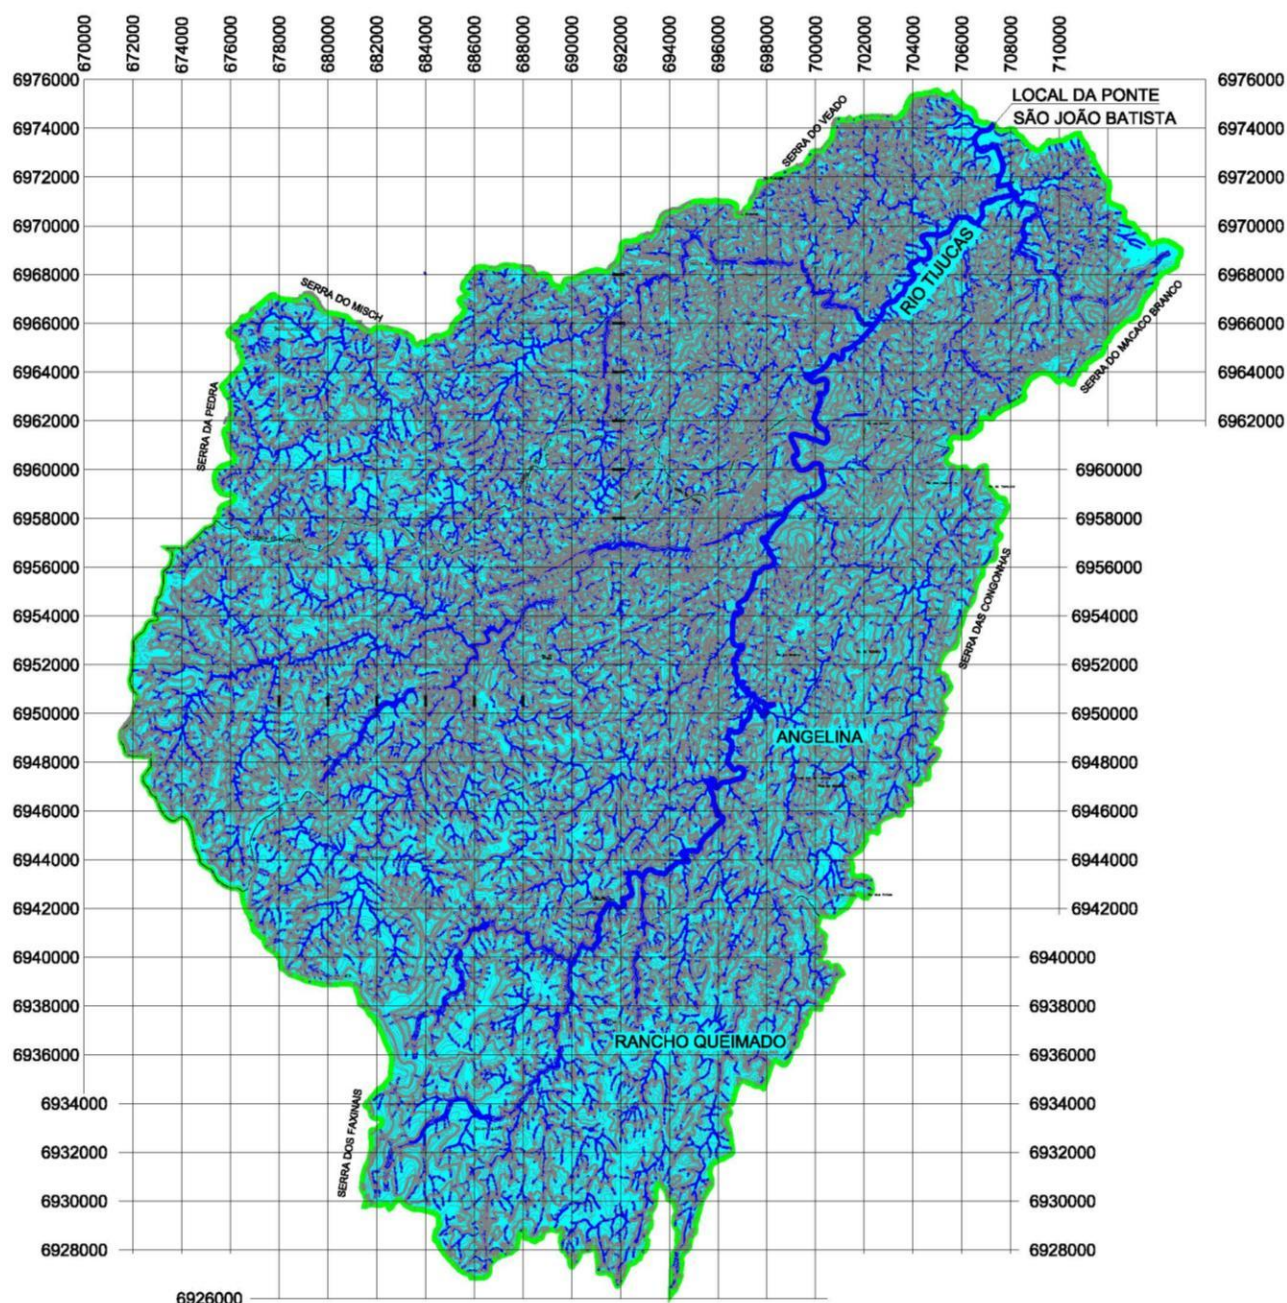 670000 672000 674000 676000 678000 680000 682000 684000 686000 688000 690000 692000 694000 696000 698000 700000 702000 704000 706000 708000 710000
6976000 6976000
LOCAL DA PONTE
SÃO JOÃO BATISTA
6974000 6974000
SERRA DO VEADO
6972000 6972000
6970000 6970000
RIO TIJUCAS
6968000 6968000
SERRA DO MISCH
SERRA DO MACACO BRANCO
6966000 6966000
6964000 6964000
SERRA DA PEDRA
6962000 6962000
6960000 6960000
6958000 6958000
6956000 6956000
SERRA DAS CONGONHAS
6954000 6954000
6952000 6952000
6950000 6950000
ANGELINA
6948000 6948000
6946000 6946000
6944000 6944000
6942000 6942000
6940000 6940000
6938000 6938000
RANCHO QUEIMADO
6936000 6936000
6934000 6934000
SERRA DOS FAXINAIS
6932000 6932000
6930000 6930000
6928000 6928000
6926000